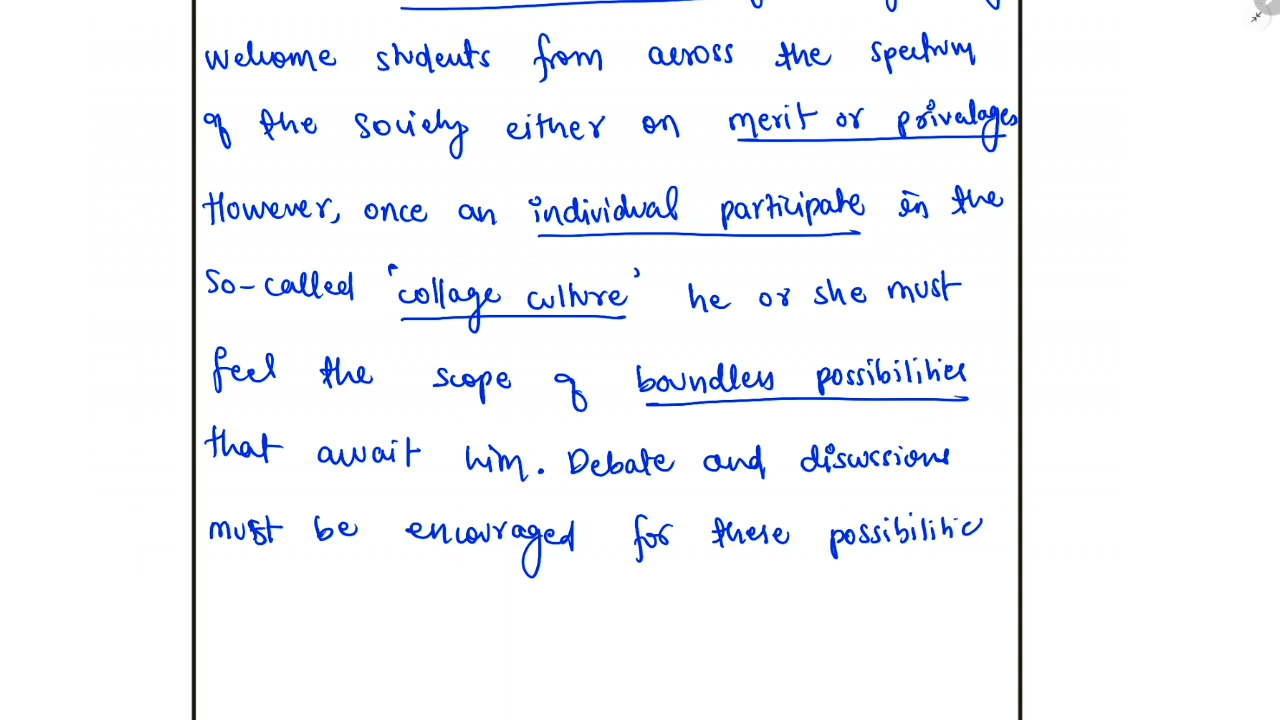 welcome students from across the spectrum
of the society either on merit or privalages
However, once an individual participate in the
so-called 'collage culture' he or she must
feel the scope of boundless possibilities
that await him. Debate and discussions
must be encouraged for these possibilitie